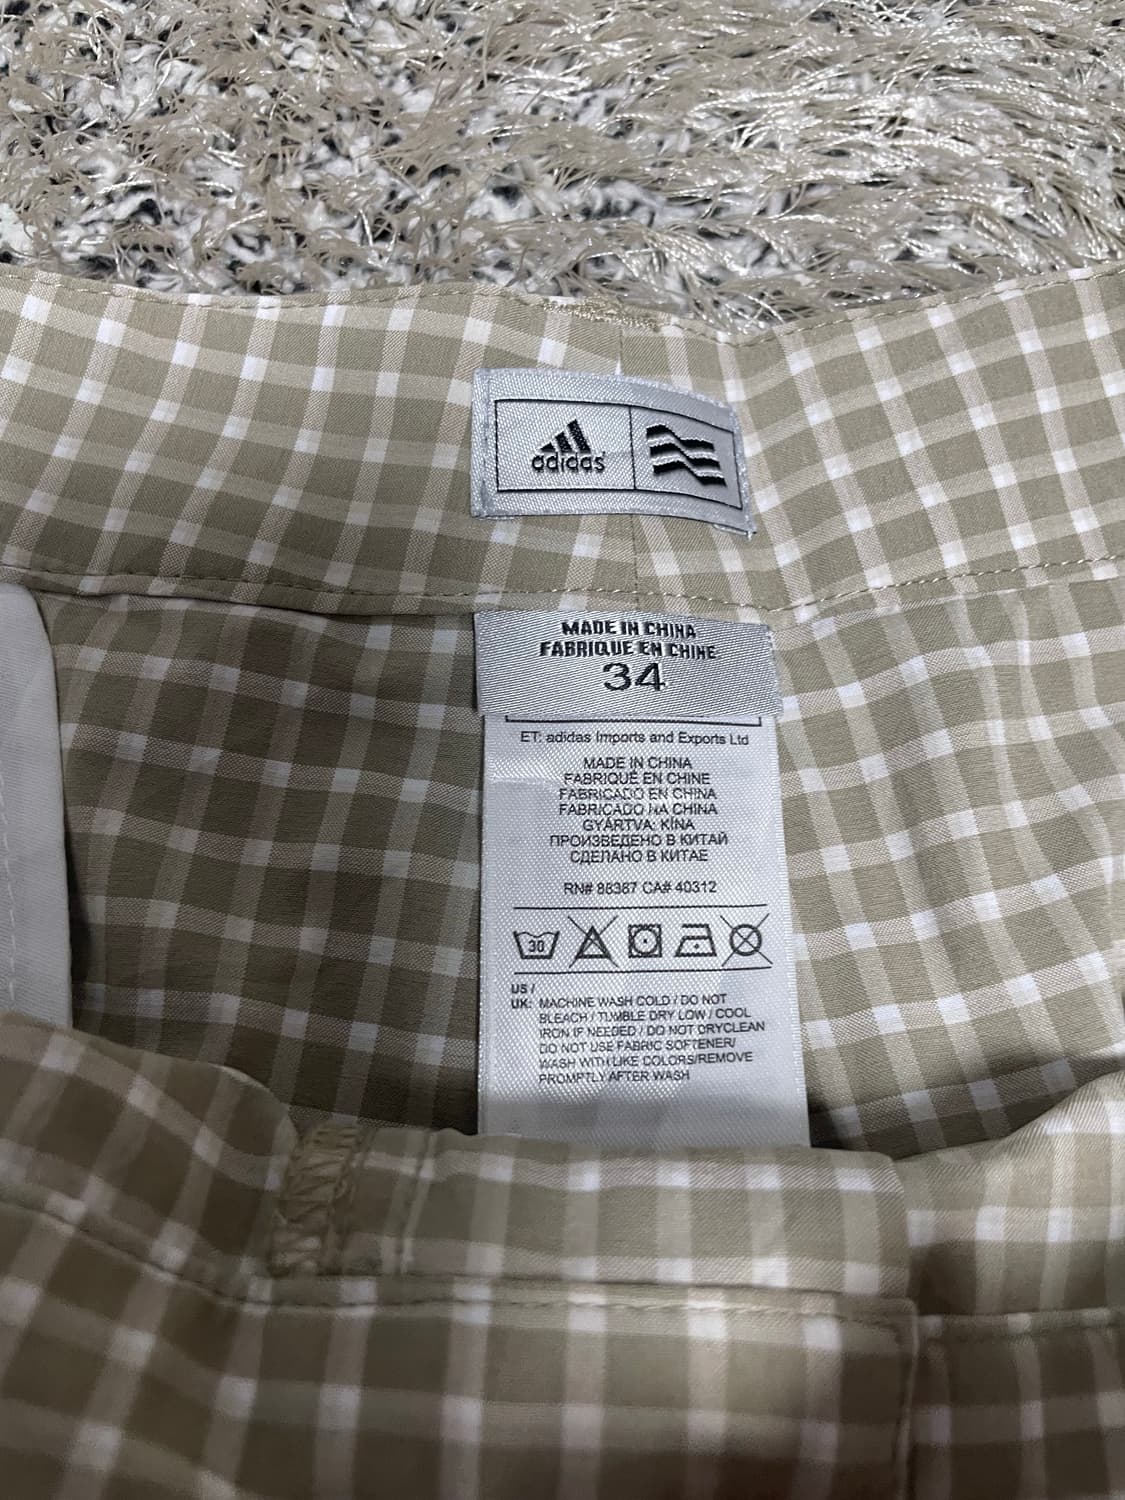 adidas
MADE IN CHINA
FABRIQUE EN CHINE
34
ET: adidas Imports and Exports Ltd
MADE IN CHINA
FABRIQUÉ EN CHINE
FABRICADO EN CHINA
FABRICADO NA CHINA
GYÁRTVA: KÍNA
ПРОИЗВЕДЕНО В КИТАЙ
СДЕЛАНО В КИТАЕ
RN# 88387 CA# 40312
30
US /
UK: MACHINE WASH COLD / DO NOT
BLEACH / TUMBLE DRY LOW / COOL
IRON IF NEEDED / DO NOT DRYCLEAN
DO NOT USE FABRIC SOFTENER/
WASH WITH LIKE COLORS/REMOVE
PROMPTLY AFTER WASH